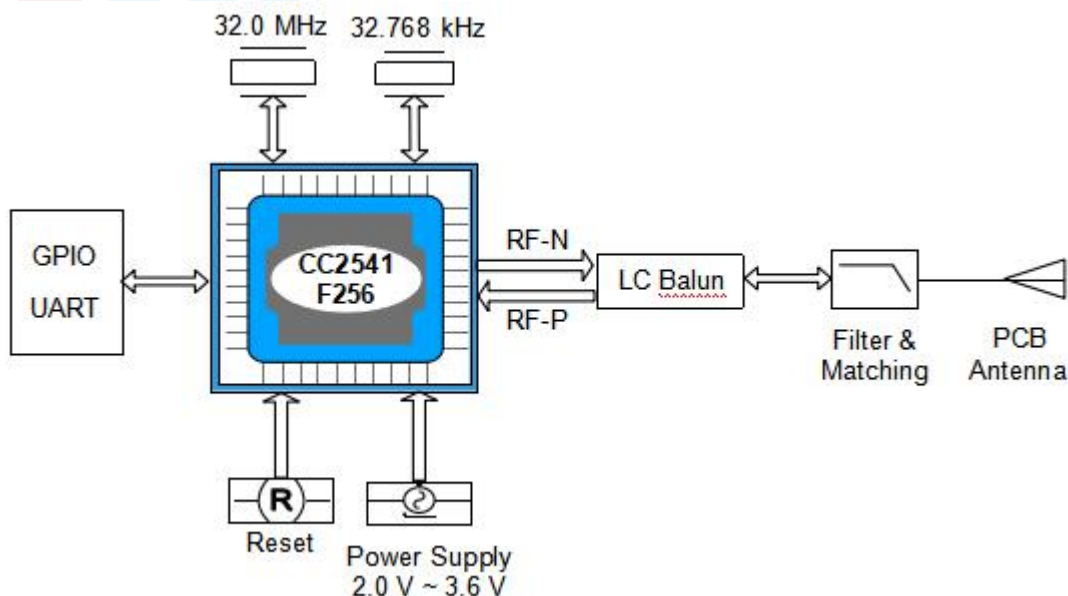 32.0 MHz
32.768 kHz
GPIO
UART
CC2541
F256
RF-N
RF-P
LC Balun
Filter &
Matching
PCB
Antenna
R
Reset
Power Supply
2.0 V ~ 3.6 V